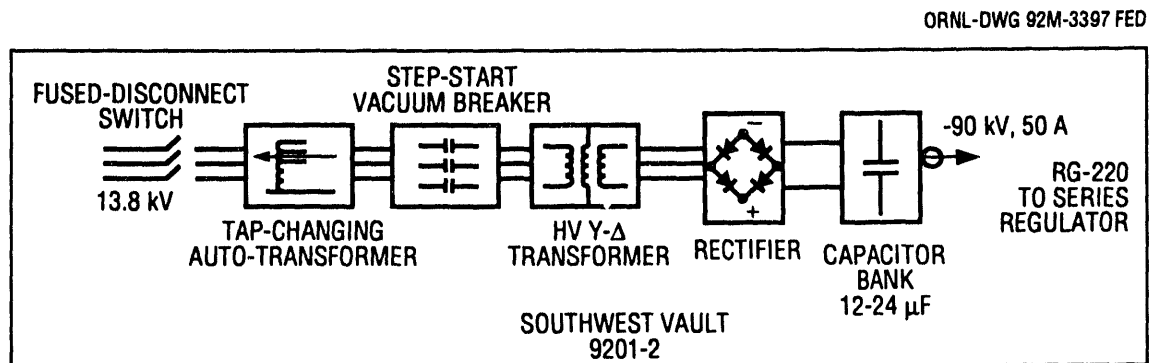 ORNL-DWG 92M-3397 FED
FUSED-DISCONNECT
SWITCH
13.8 kV
TAP-CHANGING
AUTO-TRANSFORMER
STEP-START
VACUUM BREAKER
HV Y-Δ
TRANSFORMER
−
+
RECTIFIER
CAPACITOR
BANK
12-24 µF
-90 kV, 50 A
RG-220
TO SERIES
REGULATOR
SOUTHWEST VAULT
9201-2